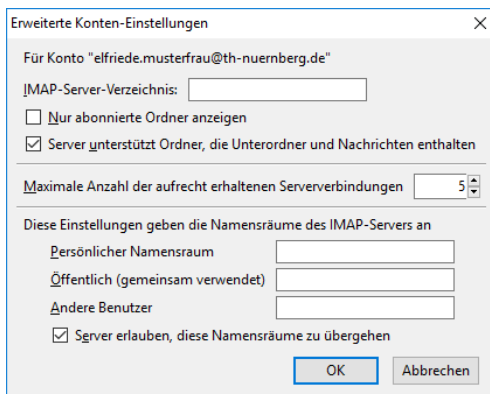 Erweiterte Konten-Einstellungen
Für Konto "elfriede.musterfrau@th-nuernberg.de"
IMAP-Server-Verzeichnis:
Nur abonnierte Ordner anzeigen
Server unterstützt Ordner, die Unterordner und Nachrichten enthalten
Maximale Anzahl der aufrecht erhaltenen Serververbindungen 5
Diese Einstellungen geben die Namensräume des IMAP-Servers an
Persönlicher Namensraum
Öffentlich (gemeinsam verwendet)
Andere Benutzer
Server erlauben, diese Namensräume zu übergehen
OK Abbrechen